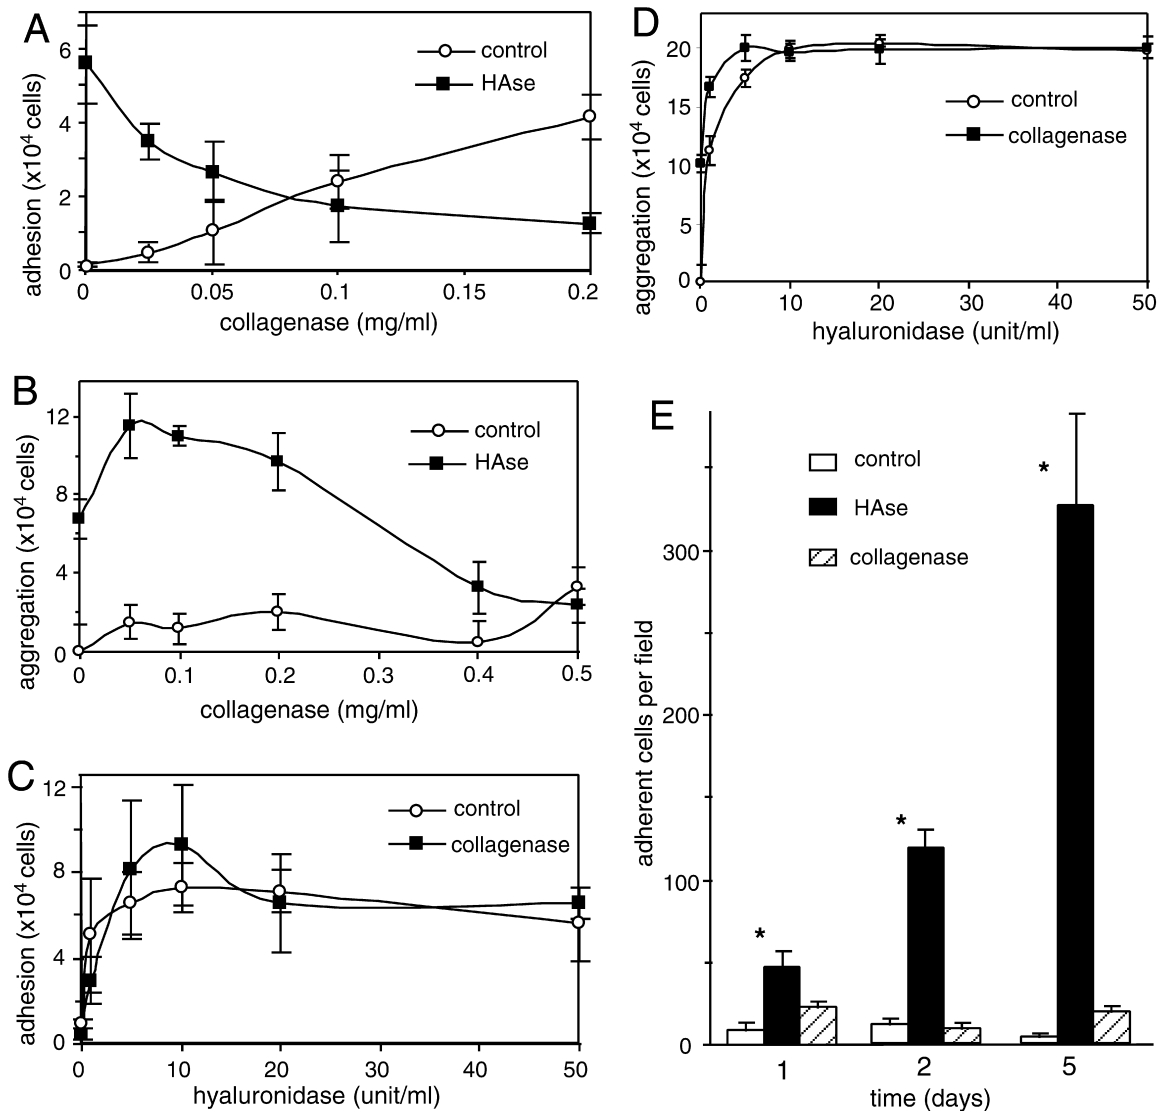 A
adhesion (x10⁴ cells)
6
4
2
0
control
HAse
0 0.05 0.1 0.15 0.2
collagenase (mg/ml)
B
aggregation (x10⁴ cells)
12
8
4
0
control
HAse
0 0.1 0.2 0.3 0.4 0.5
collagenase (mg/ml)
C
adhesion (x10⁴ cells)
12
8
4
0
control
collagenase
0 10 20 30 40 50
hyaluronidase (unit/ml)
D
aggregation (x10⁴ cells)
20
15
10
5
0
control
collagenase
0 10 20 30 40 50
hyaluronidase (unit/ml)
E
adherent cells per field
300
200
100
0
control
HAse
collagenase
*
*
*
1 2 5
time (days)